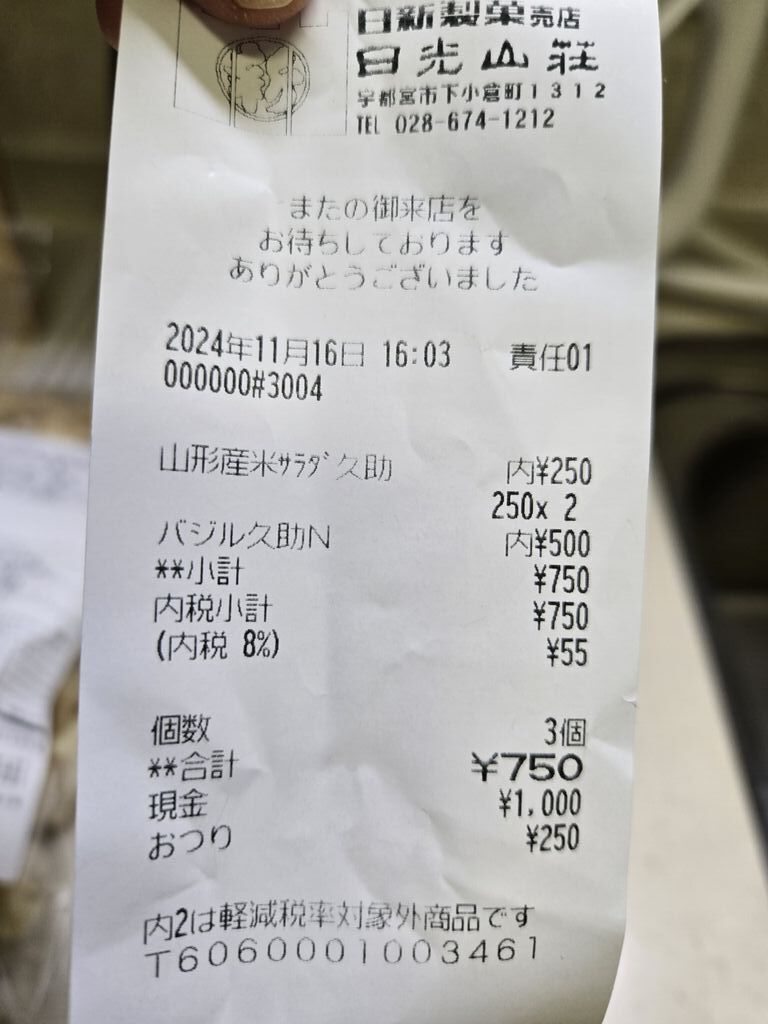 日新製菓売店
日光山荘
宇都宮市下小倉町1312
TEL 028-674-1212
またの御来店を
お待ちしております
ありがとうございました
2024年11月16日 16:03 責任01
000000#3004
山形産米ｻﾗﾀﾞ久助 内¥250
250x 2
バジル久助N 内¥500
**小計 ¥750
内税小計 ¥750
(内税 8%) ¥55
個数 3個
**合計 ¥750
現金 ¥1,000
おつり ¥250
内2は軽減税率対象外商品です
T6060001003461